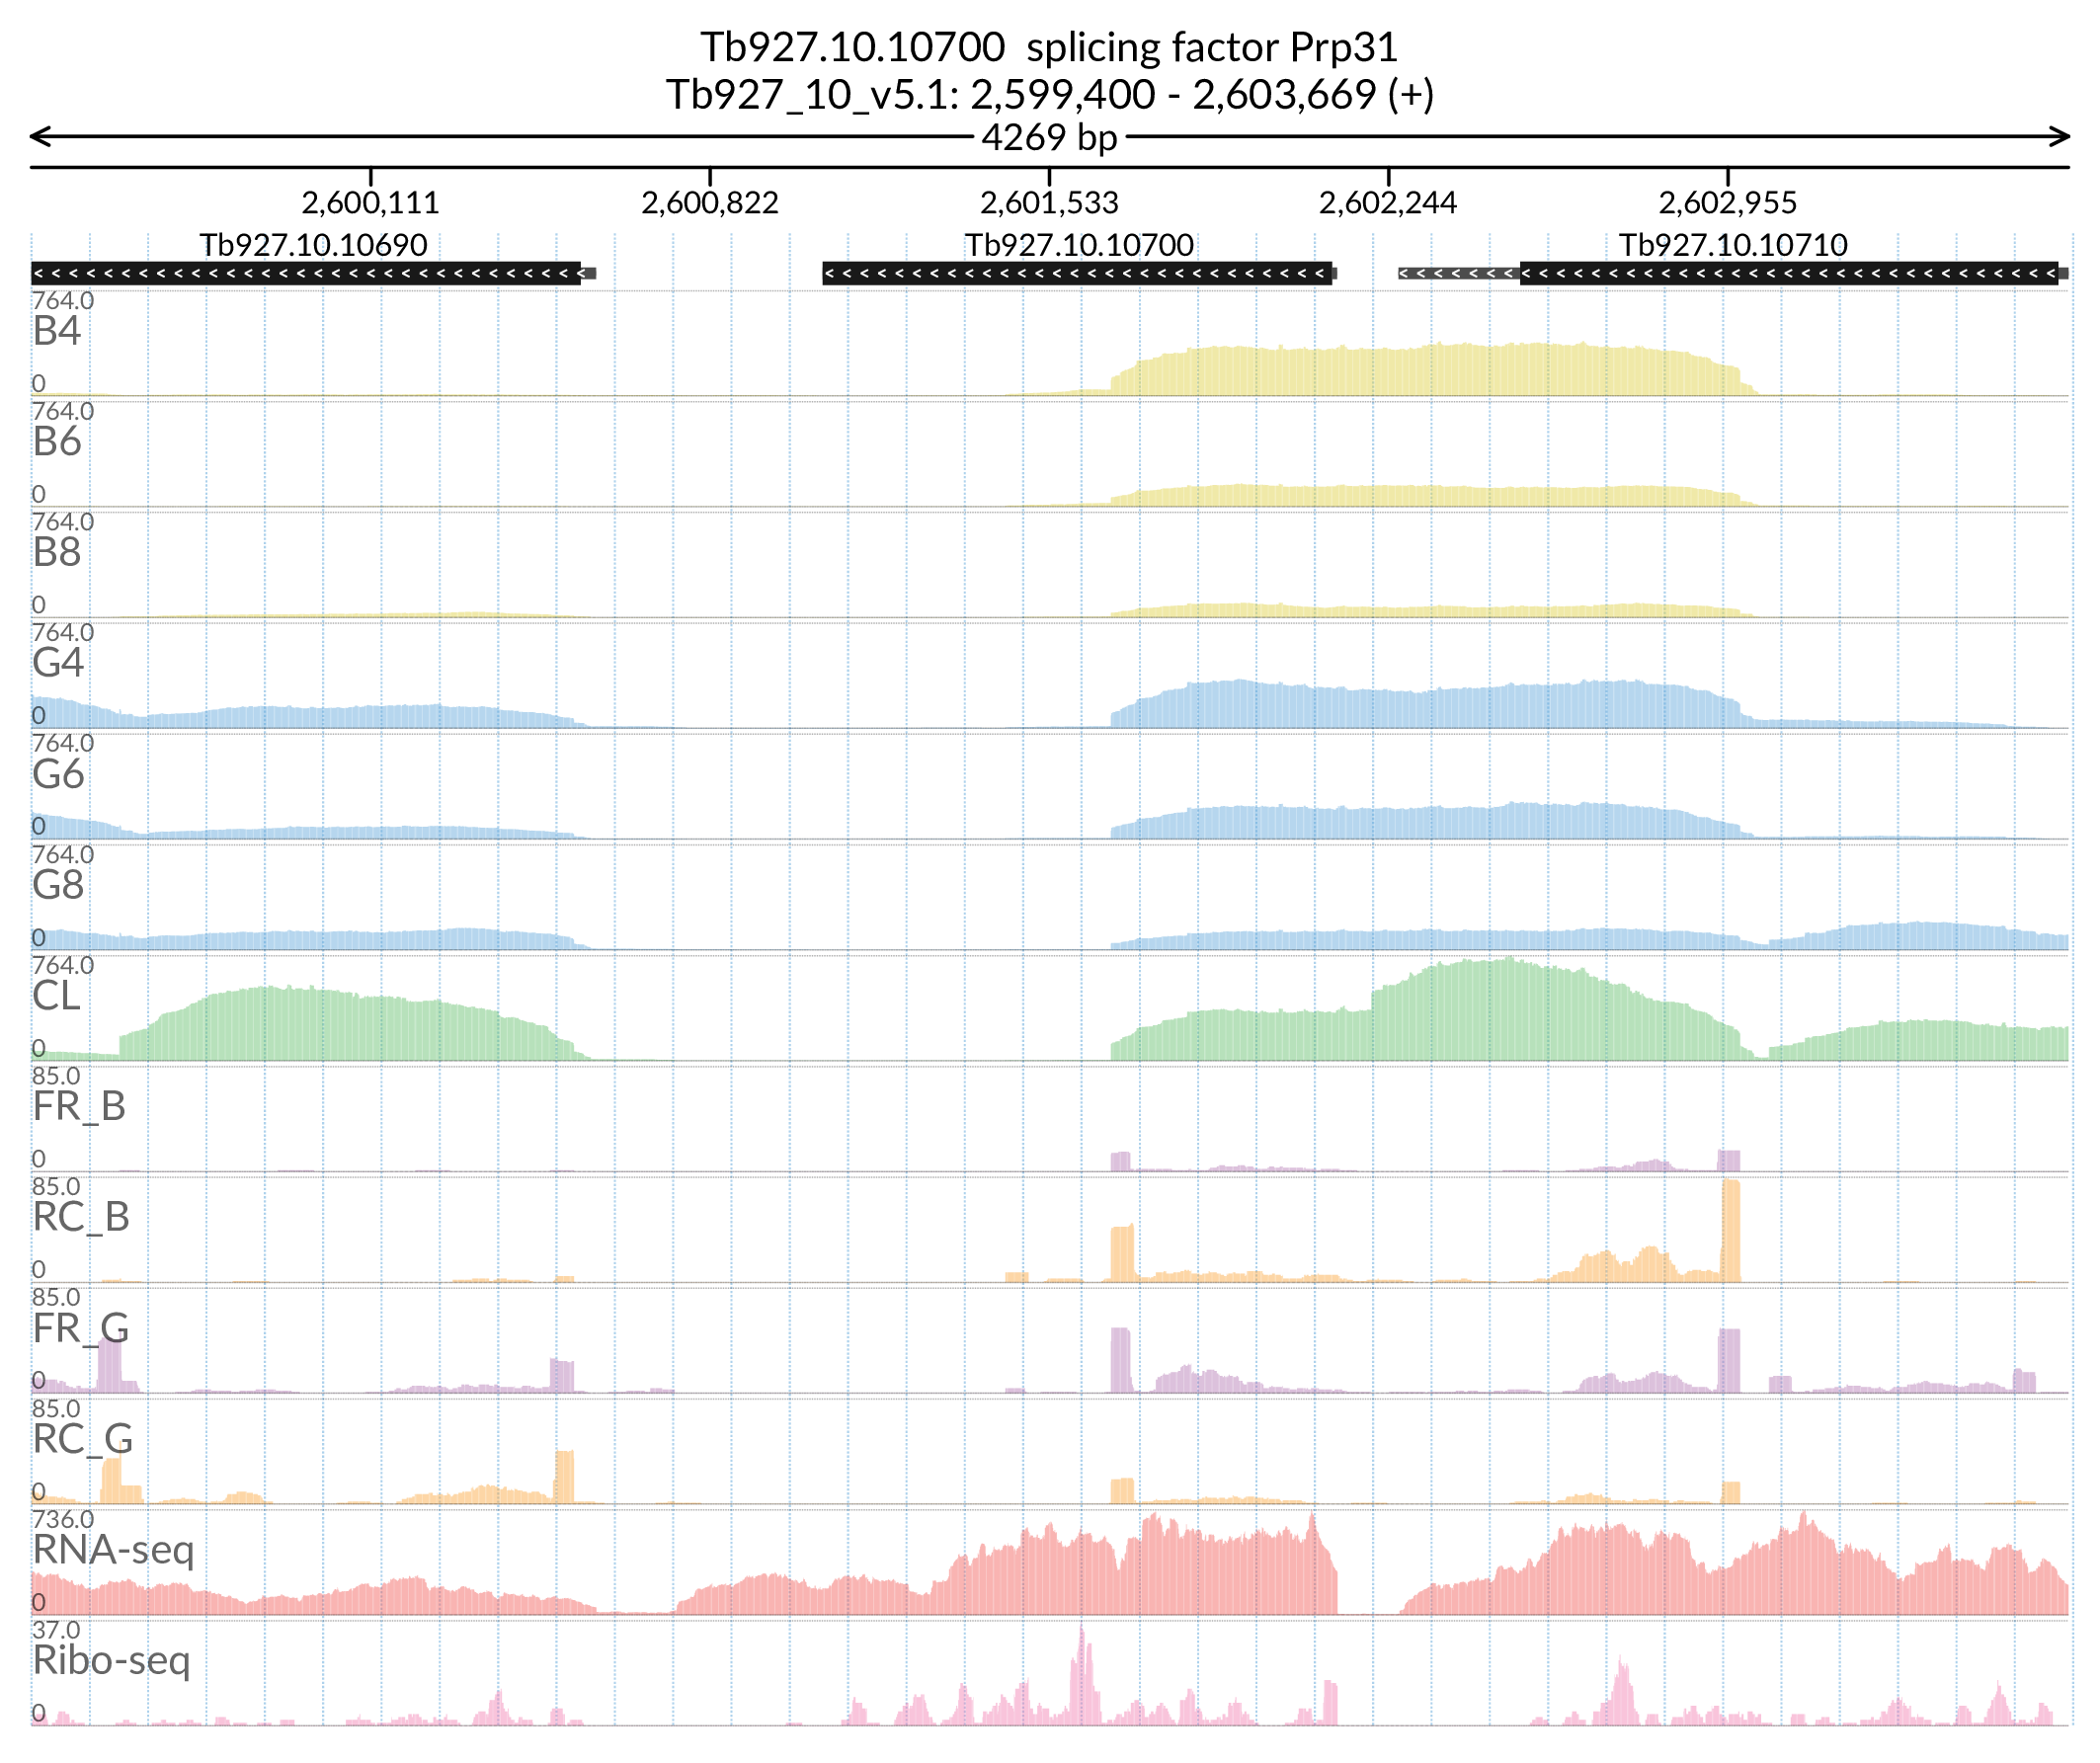 Tb927.10.10700 splicing factor Prp31
Tb927_10_v5.1: 2,599,400 - 2,603,669 (+)
4269 bp
2,600,111 2,600,822 2,601,533 2,602,244 2,602,955
Tb927.10.10690 Tb927.10.10700 Tb927.10.10710
764.0
B4
0
764.0
B6
0
764.0
B8
0
764.0
G4
0
764.0
G6
0
764.0
G8
0
764.0
CL
0
85.0
FR_B
0
85.0
RC_B
0
85.0
FR_G
0
85.0
RC_G
0
736.0
RNA-seq
0
37.0
Ribo-seq
0